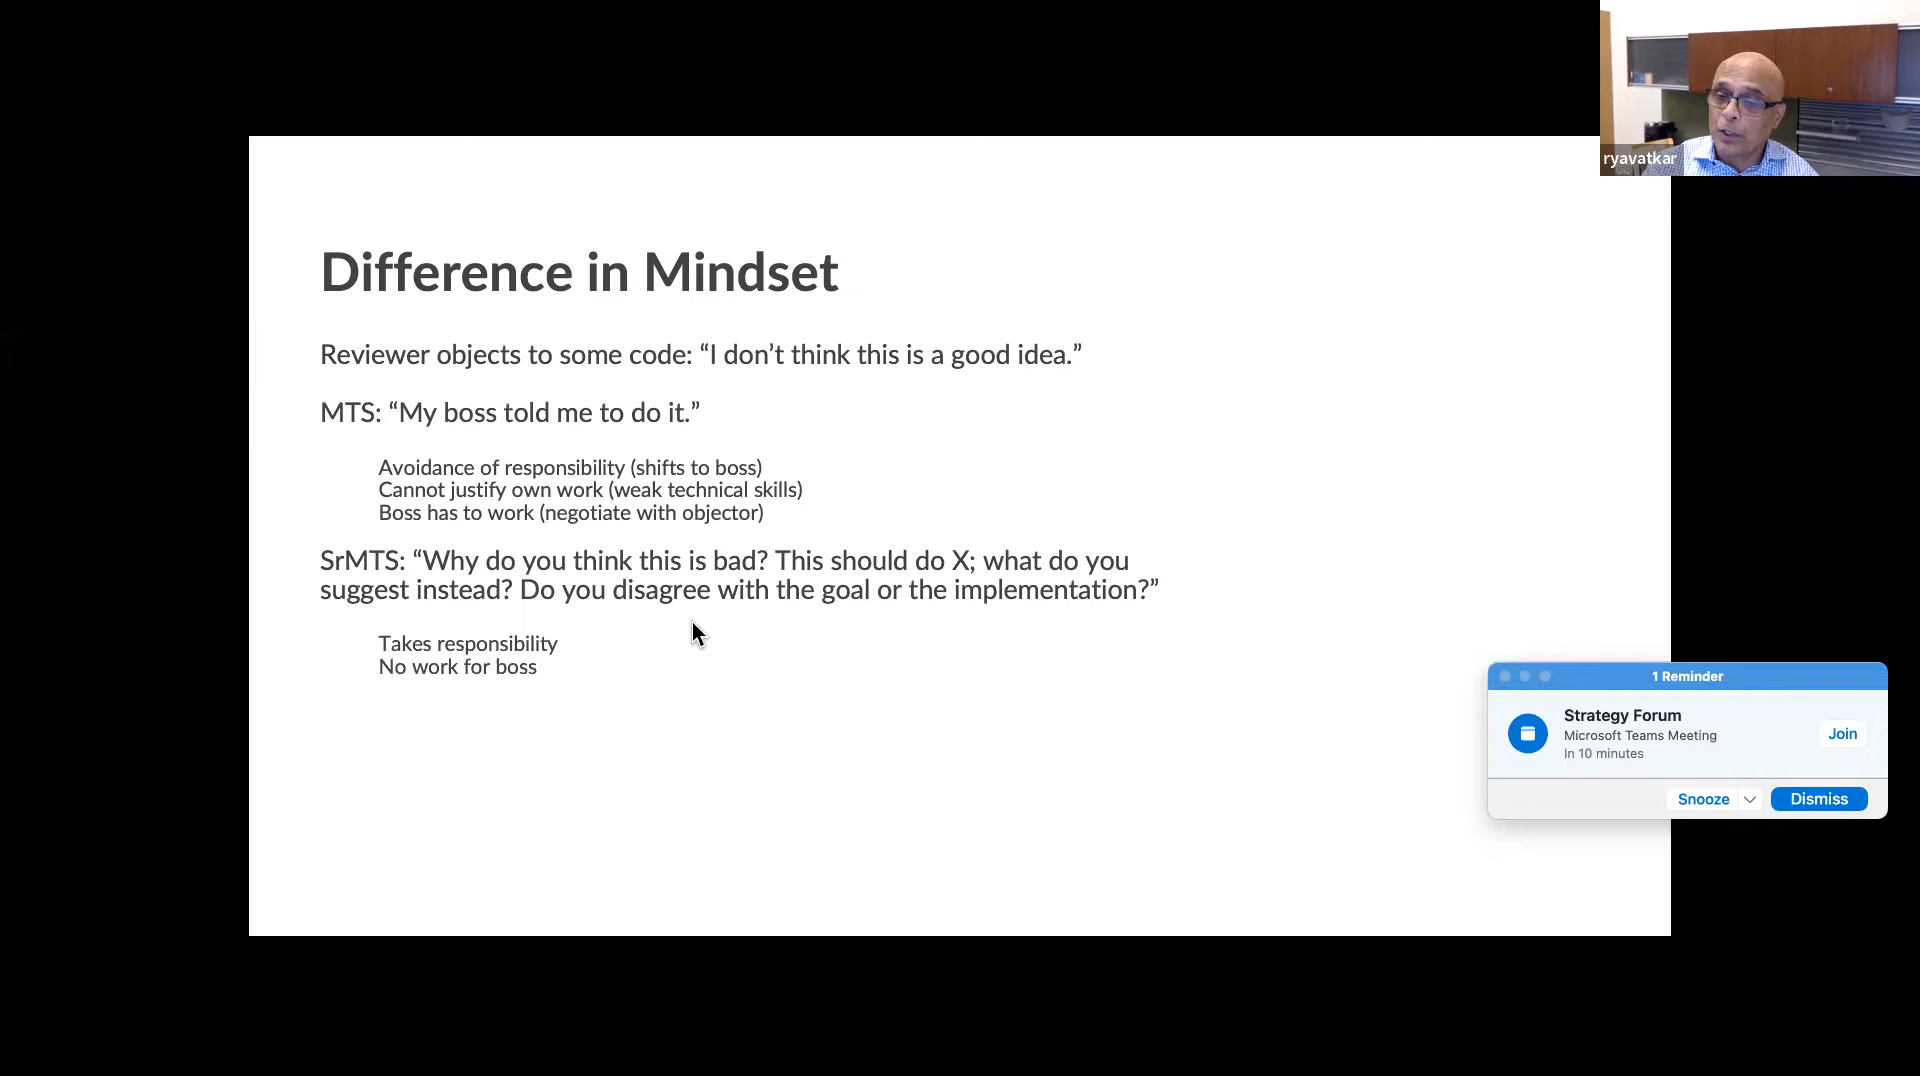 ryavatkar
Difference in Mindset
Reviewer objects to some code: “I don’t think this is a good idea.”
MTS: “My boss told me to do it.”
Avoidance of responsibility (shifts to boss)
Cannot justify own work (weak technical skills)
Boss has to work (negotiate with objector)
SrMTS: “Why do you think this is bad? This should do X; what do you
suggest instead? Do you disagree with the goal or the implementation?”
Takes responsibility
No work for boss
1 Reminder
Strategy Forum
Microsoft Teams Meeting
In 10 minutes
Join
Snooze
Dismiss